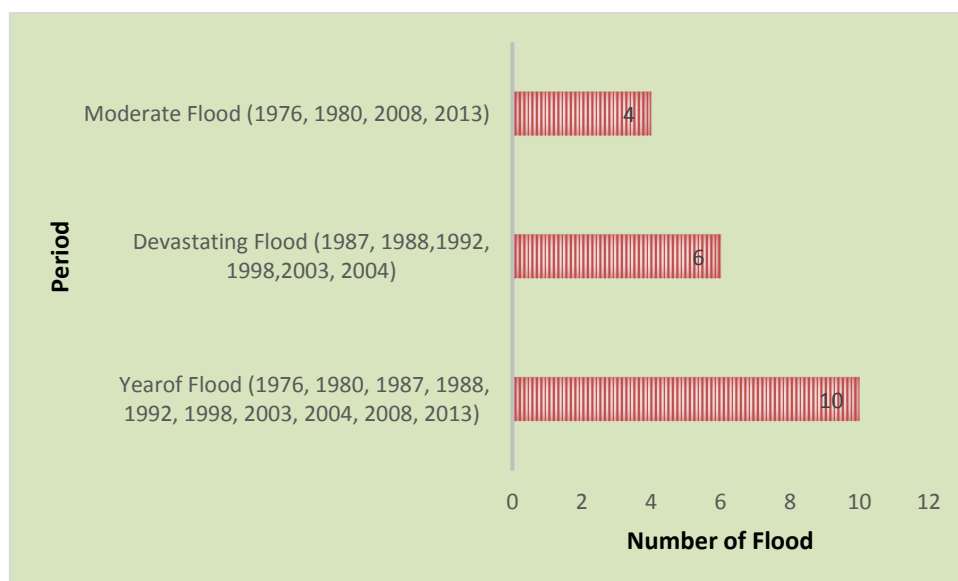 Moderate Flood (1976, 1980, 2008, 2013)
4
Devastating Flood (1987, 1988,1992,
1998,2003, 2004)
6
Yearof Flood (1976, 1980, 1987, 1988,
1992, 1998, 2003, 2004, 2008, 2013)
10
Period
0 2 4 6 8 10 12
Number of Flood